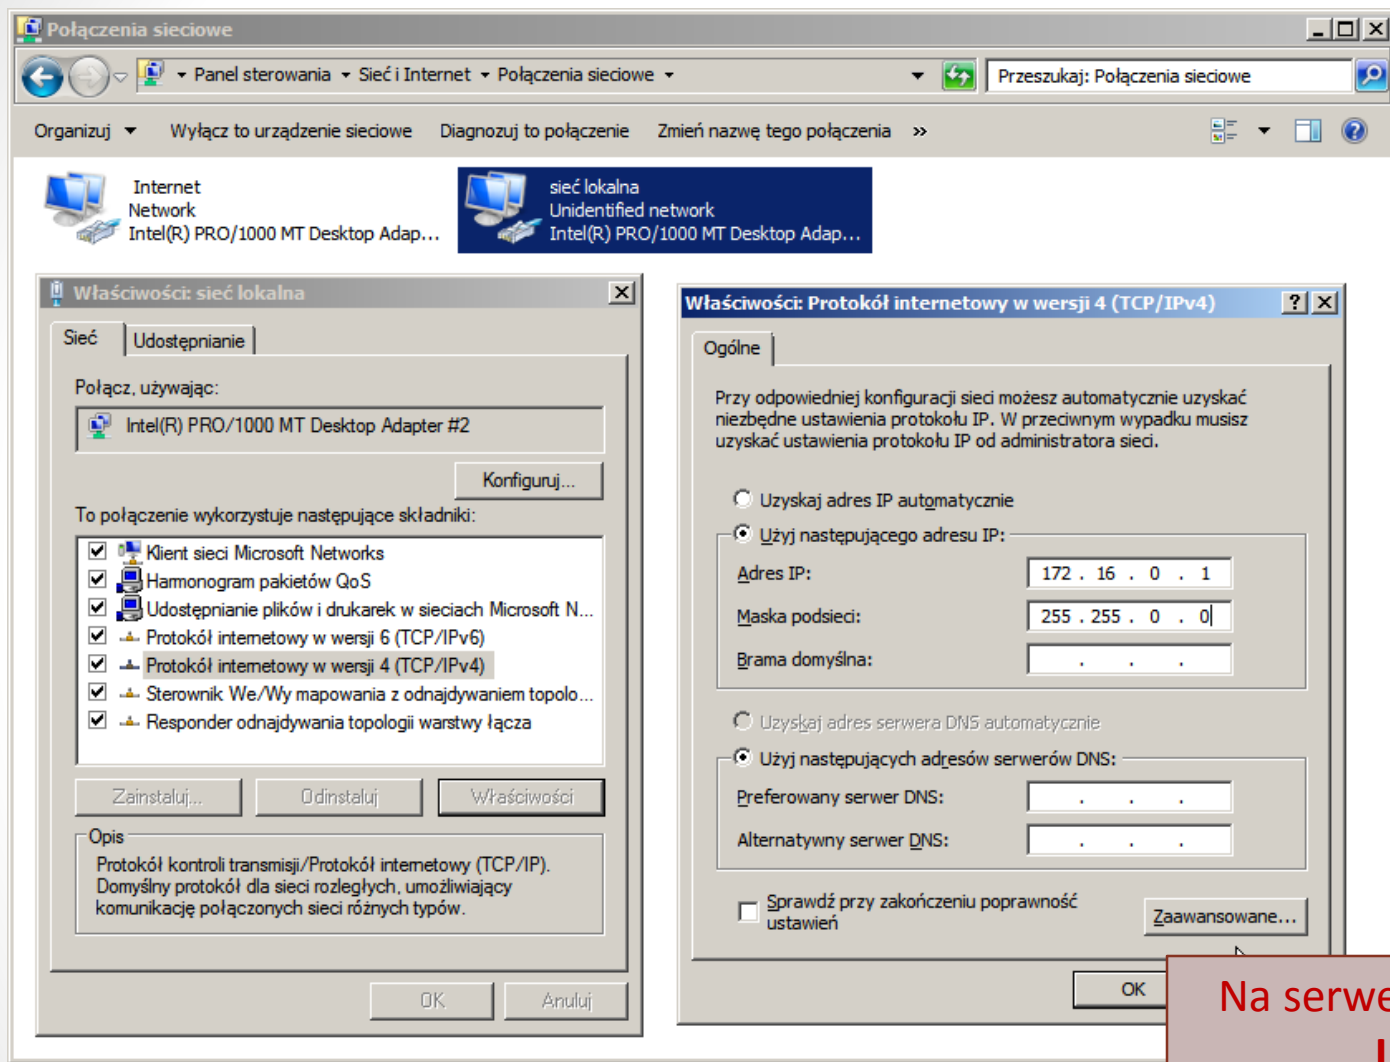 Połączenia sieciowe
Panel sterowania Sieć i Internet Połączenia sieciowe
Przeszukaj: Połączenia sieciowe
Organizuj Wyłącz to urządzenie sieciowe Diagnozuj to połączenie Zmień nazwę tego połączenia »
Internet
Network
Intel(R) PRO/1000 MT Desktop Adap...
sieć lokalna
Unidentified network
Intel(R) PRO/1000 MT Desktop Adap...
Właściwości: sieć lokalna
Sieć Udostępnianie
Połącz, używając:
Intel(R) PRO/1000 MT Desktop Adapter #2
Konfiguruj...
To połączenie wykorzystuje następujące składniki:
Klient sieci Microsoft Networks
Harmonogram pakietów QoS
Udostępnianie plików i drukarek w sieciach Microsoft N...
Protokół internetowy w wersji 6 (TCP/IPv6)
Protokół internetowy w wersji 4 (TCP/IPv4)
Sterownik We/Wy mapowania z odnajdywaniem topolo...
Responder odnajdywania topologii warstwy łącza
Zainstaluj... Odinstaluj Właściwości
Opis
Protokół kontroli transmisji/Protokół internetowy (TCP/IP).
Domyślny protokół dla sieci rozległych, umożliwiający
komunikację połączonych sieci różnych typów.
OK Anuluj
Właściwości: Protokół internetowy w wersji 4 (TCP/IPv4)
Ogólne
Przy odpowiedniej konfiguracji sieci możesz automatycznie uzyskać
niezbędne ustawienia protokołu IP. W przeciwnym wypadku musisz
uzyskać ustawienia protokołu IP od administratora sieci.
Uzyskaj adres IP automatycznie
Użyj następującego adresu IP:
Adres IP: 172 . 16 . 0 . 1
Maska podsieci: 255 . 255 . 0 . 0
Brama domyślna: . . .
Uzyskaj adres serwera DNS automatycznie
Użyj następujących adresów serwerów DNS:
Preferowany serwer DNS: . . .
Alternatywny serwer DNS: . . .
Sprawdź przy zakończeniu poprawność
ustawień
Zaawansowane...
OK
Na serwe